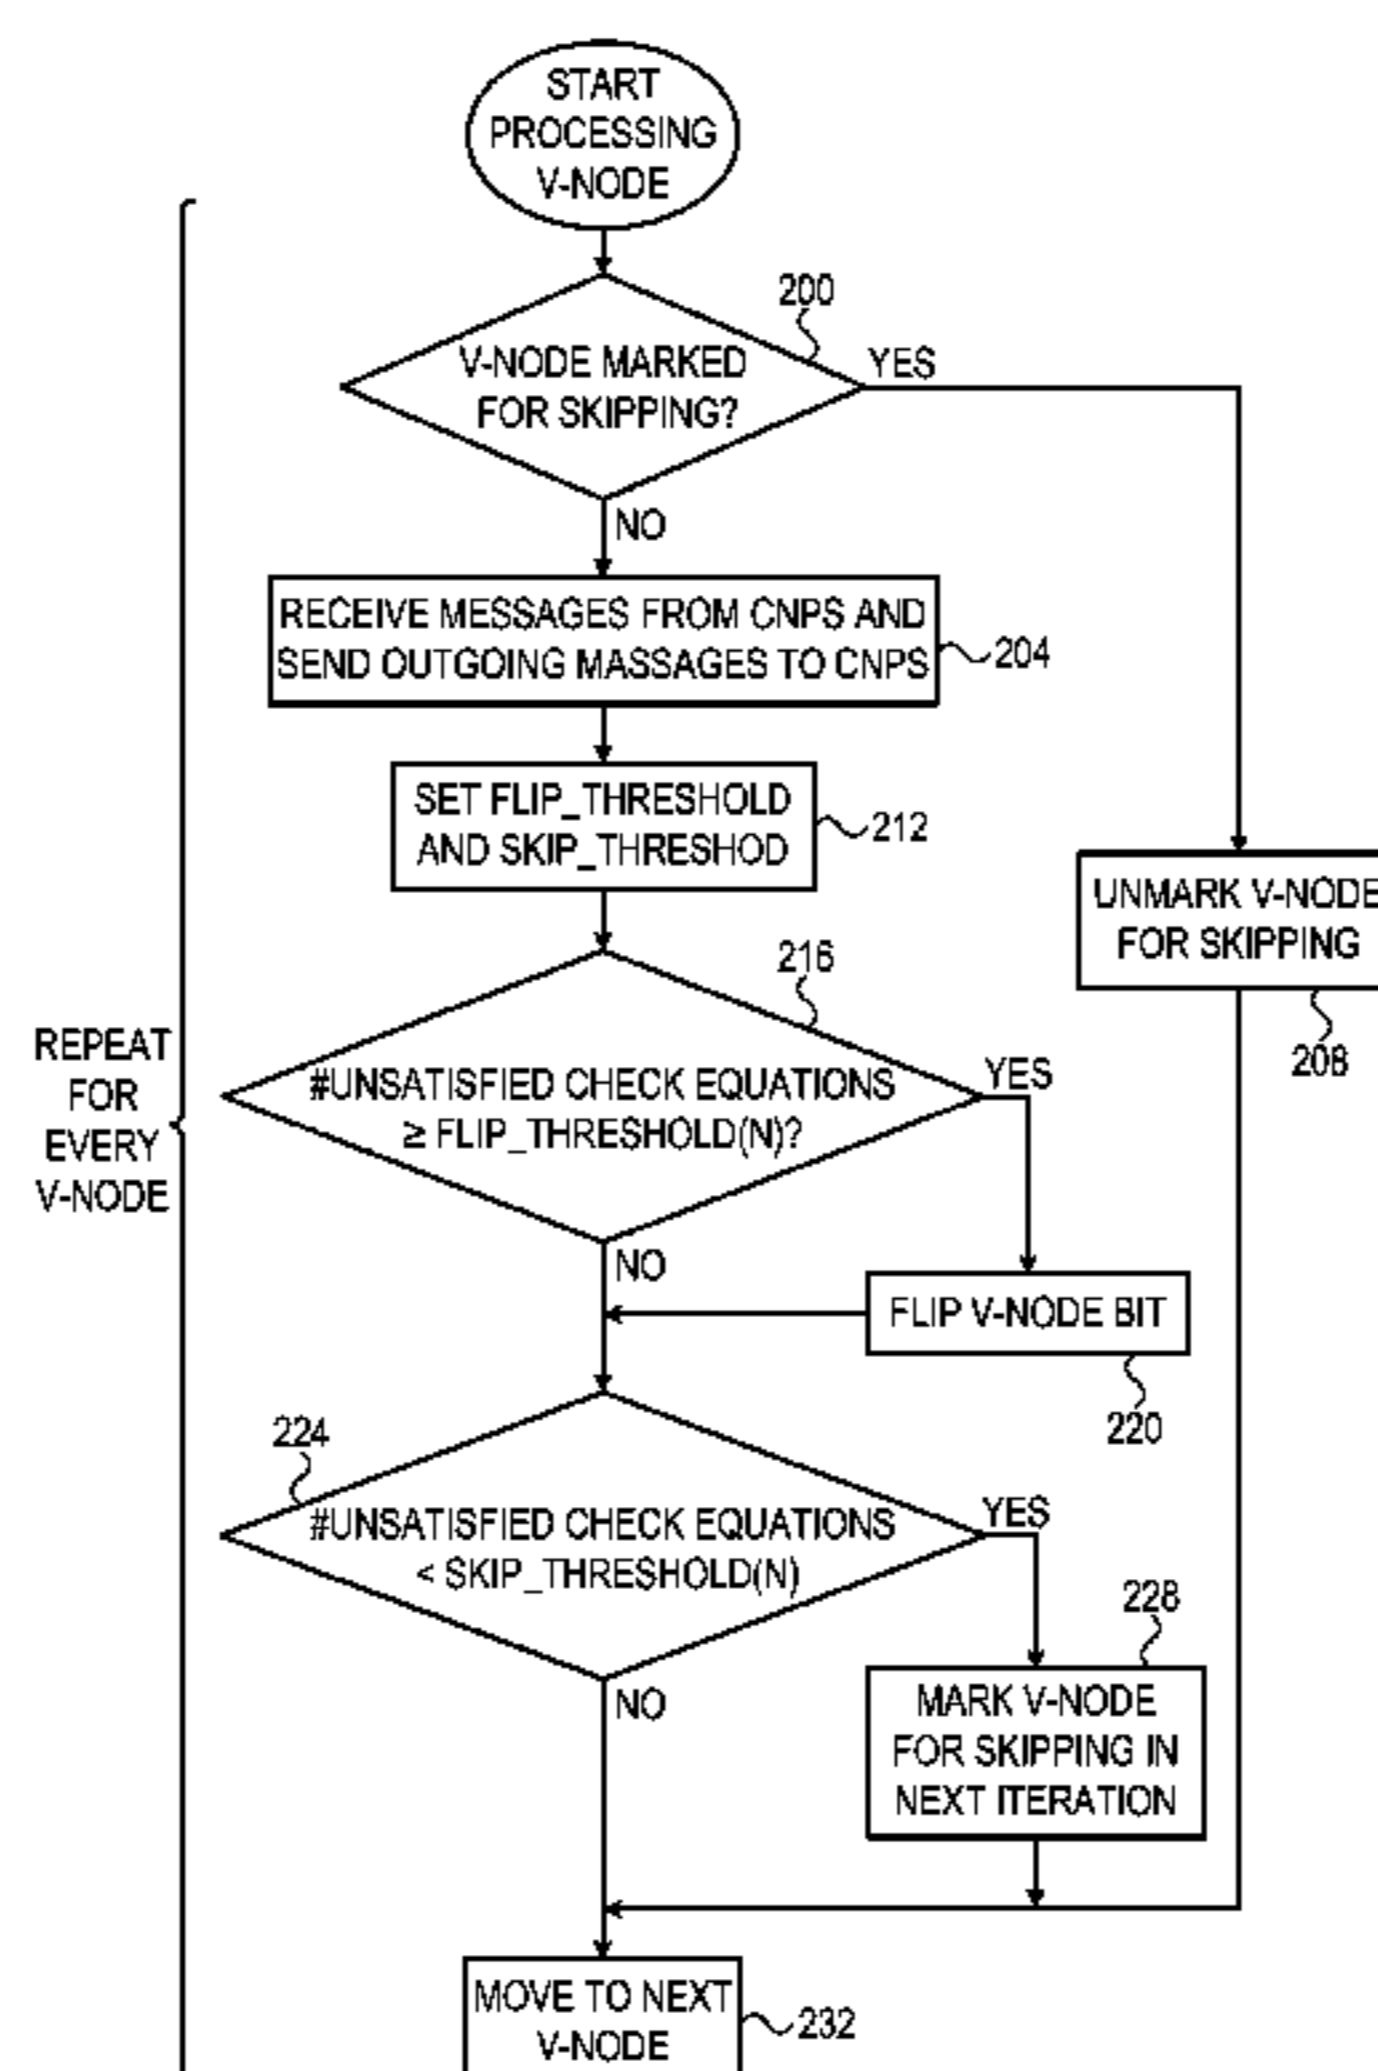 START
PROCESSING
V-NODE
200
V-NODE MARKED
FOR SKIPPING?
YES
NO
RECEIVE MESSAGES FROM CNPS AND
SEND OUTGOING MASSAGES TO CNPS
204
SET FLIP_THRESHOLD
AND SKIP_THRESHOD
212
UNMARK V-NODE
FOR SKIPPING
208
216
#UNSATISFIED CHECK EQUATIONS
≥ FLIP_THRESHOLD(N)?
YES
NO
REPEAT
FOR
EVERY
V-NODE
FLIP V-NODE BIT
220
224
#UNSATISFIED CHECK EQUATIONS
< SKIP_THRESHOLD(N)
YES
NO
228
MARK V-NODE
FOR SKIPPING IN
NEXT ITERATION
MOVE TO NEXT
V-NODE
232